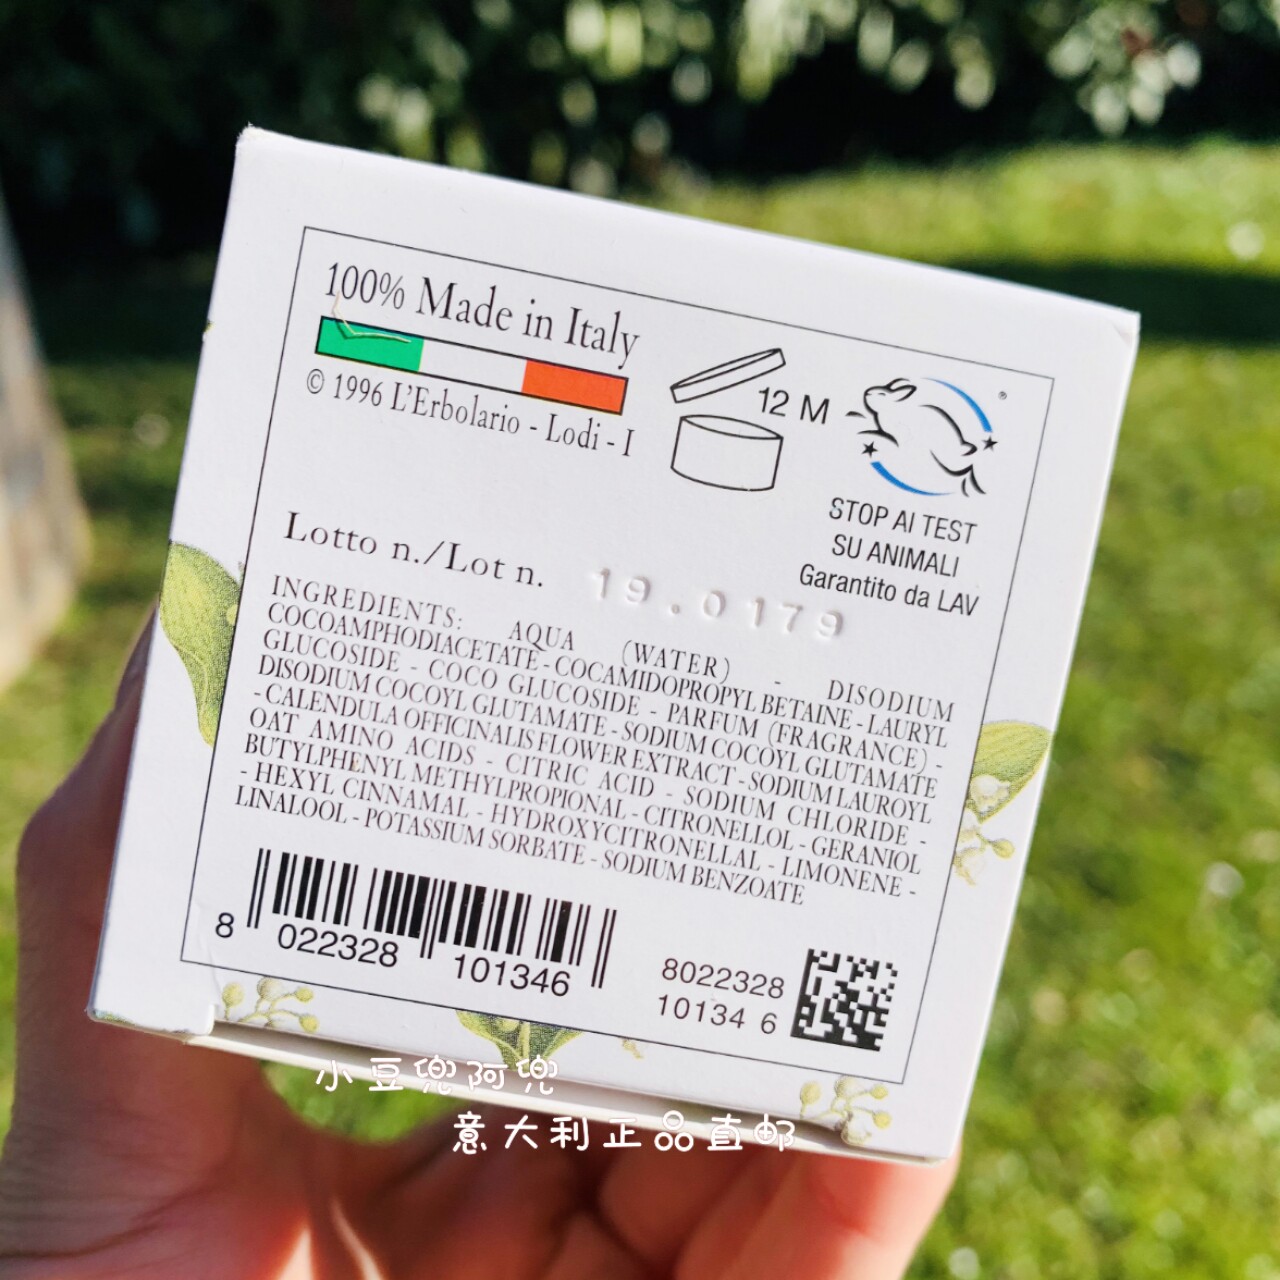 100% Made in Italy
© 1996 L'Erbolario - Lodi - I
12 M
®
STOP AI TEST
SU ANIMALI
Garantito da LAV
Lotto n./Lot n. 19.0179
INGREDIENTS: AQUA (WATER) - DISODIUM
COCOAMPHODIACETATE - COCAMIDOPROPYL BETAINE - LAURYL
GLUCOSIDE - COCO GLUCOSIDE - PARFUM (FRAGRANCE) -
DISODIUM COCOYL GLUTAMATE - SODIUM COCOYL GLUTAMATE
- CALENDULA OFFICINALIS FLOWER EXTRACT - SODIUM LAUROYL
OAT AMINO ACIDS - CITRIC ACID - SODIUM CHLORIDE -
BUTYLPHENYL METHYLPROPIONAL - CITRONELLOL - GERANIOL
- HEXYL CINNAMAL - HYDROXYCITRONELLAL - LIMONENE -
LINALOOL - POTASSIUM SORBATE - SODIUM BENZOATE
8 022328 101346
8022328
10134 6
小豆兜阿兜
意大利正品直邮